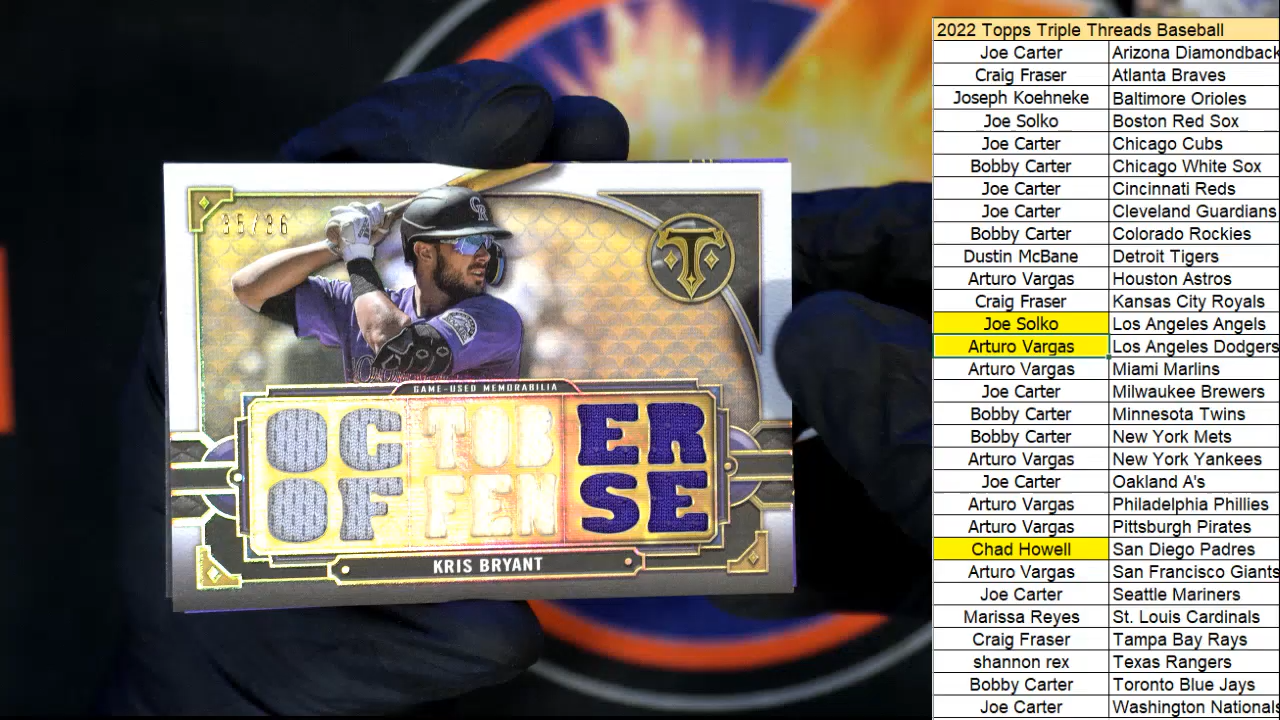 2022 Topps Triple Threads Baseball
Joe Carter Arizona Diamondback
Craig Fraser Atlanta Braves
Joseph Koehneke Baltimore Orioles
Joe Solko Boston Red Sox
Joe Carter Chicago Cubs
Bobby Carter Chicago White Sox
Joe Carter Cincinnati Reds
Joe Carter Cleveland Guardians
Bobby Carter Colorado Rockies
Dustin McBane Detroit Tigers
Arturo Vargas Houston Astros
Craig Fraser Kansas City Royals
Joe Solko Los Angeles Angels
Arturo Vargas Los Angeles Dodgers
Arturo Vargas Miami Marlins
Joe Carter Milwaukee Brewers
Bobby Carter Minnesota Twins
Bobby Carter New York Mets
Arturo Vargas New York Yankees
Joe Carter Oakland A's
Arturo Vargas Philadelphia Phillies
Arturo Vargas Pittsburgh Pirates
Chad Howell San Diego Padres
Arturo Vargas San Francisco Giants
Joe Carter Seattle Mariners
Marissa Reyes St. Louis Cardinals
Craig Fraser Tampa Bay Rays
shannon rex Texas Rangers
Bobby Carter Toronto Blue Jays
Joe Carter Washington Nationals
35/36
CR
T
GAME-USED MEMORABILIA
OCTOBER
OFFENSE
KRIS BRYANT